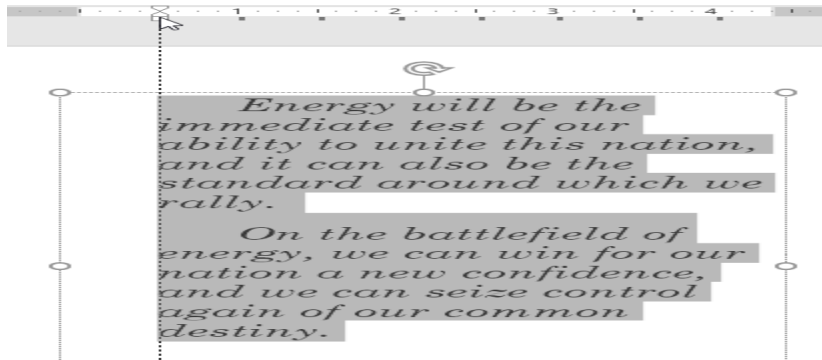 1 2 3 4
Energy will be the
immediate test of our
ability to unite this nation,
and it can also be the
standard around which we
rally.
On the battlefield of
energy, we can win for our
nation a new confidence,
and we can seize control
again of our common
destiny.